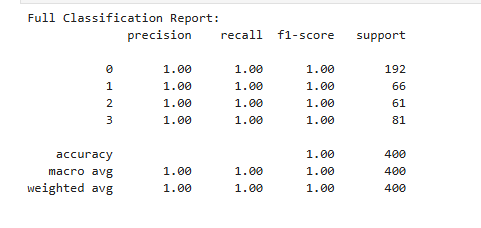 Full Classification Report:
precision recall f1-score support
0 1.00 1.00 1.00 192
1 1.00 1.00 1.00 66
2 1.00 1.00 1.00 61
3 1.00 1.00 1.00 81
accuracy 1.00 400
macro avg 1.00 1.00 1.00 400
weighted avg 1.00 1.00 1.00 400